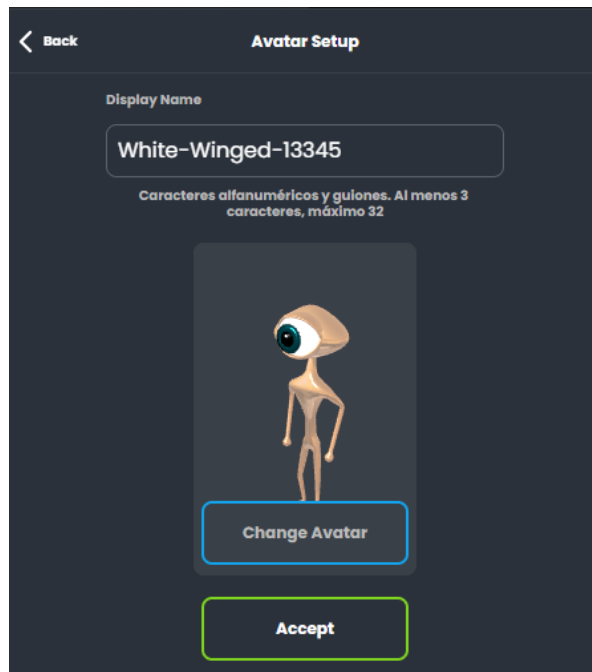 Back
Avatar Setup
Display Name
White-Winged-13345
Caracteres alfanuméricos y guiones. Al menos 3
caracteres, máximo 32
Change Avatar
Accept